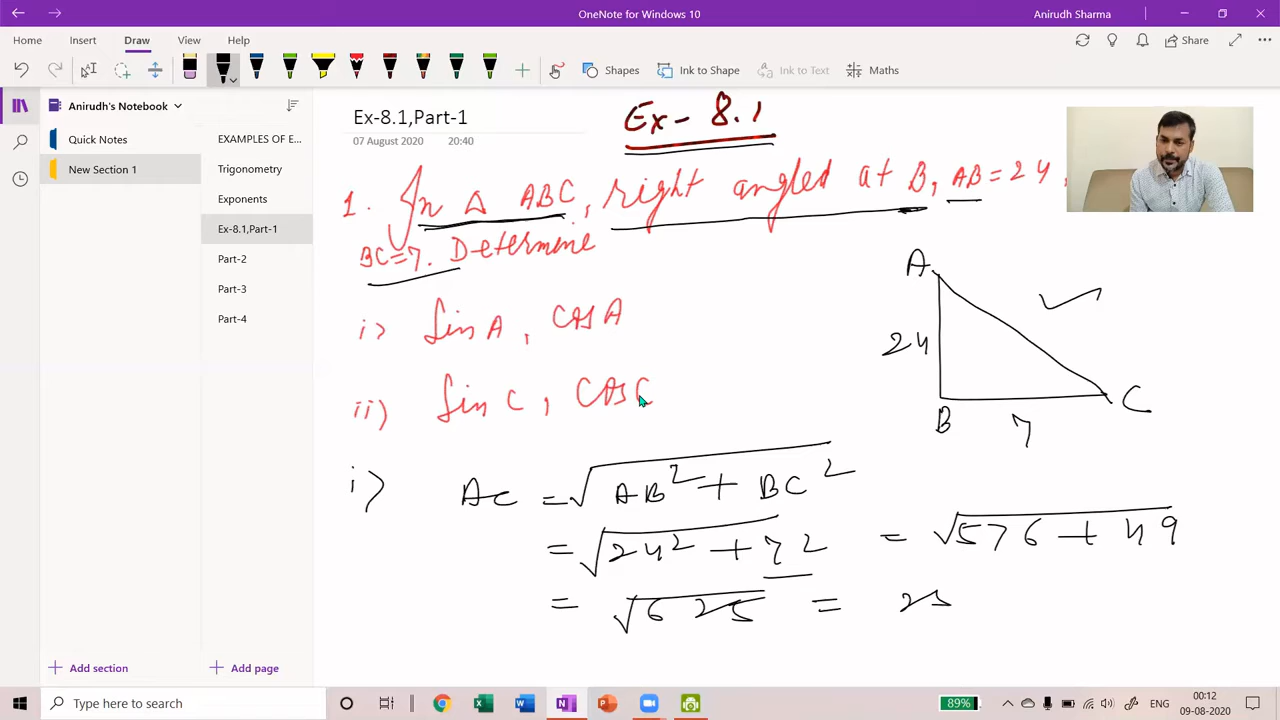 OneNote for Windows 10
Anirudh Sharma
Home Insert Draw View Help
Share
Shapes Ink to Shape Ink to Text Maths
Anirudh's Notebook
Quick Notes
New Section 1
EXAMPLES OF E...
Trigonometry
Exponents
Ex-8.1,Part-1
Part-2
Part-3
Part-4
Add section
Add page
Ex-8.1,Part-1
07 August 2020 20:40
Ex- 8.1
1. In △ ABC, right angled at B, AB=24,
BC=7. Determine
i) Sin A, Cos A
ii) Sin C, Cos C
A
24
B
7
C
i) AC = √AB² + BC²
= √24² + 7² = √576 + 49
= √625 = 25
Type here to search
89%
ENG
00:12
09-08-2020